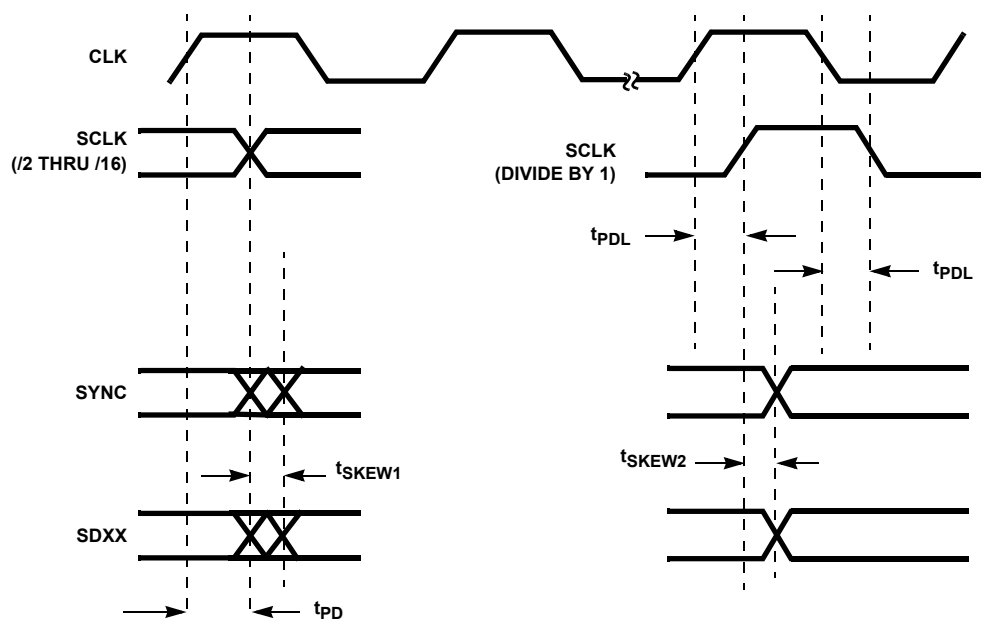 CLK
SCLK
(/2 THRU /16)
SCLK
(DIVIDE BY 1)
tPDL
tPDL
SYNC
tSKEW1
tSKEW2
SDXX
tPD